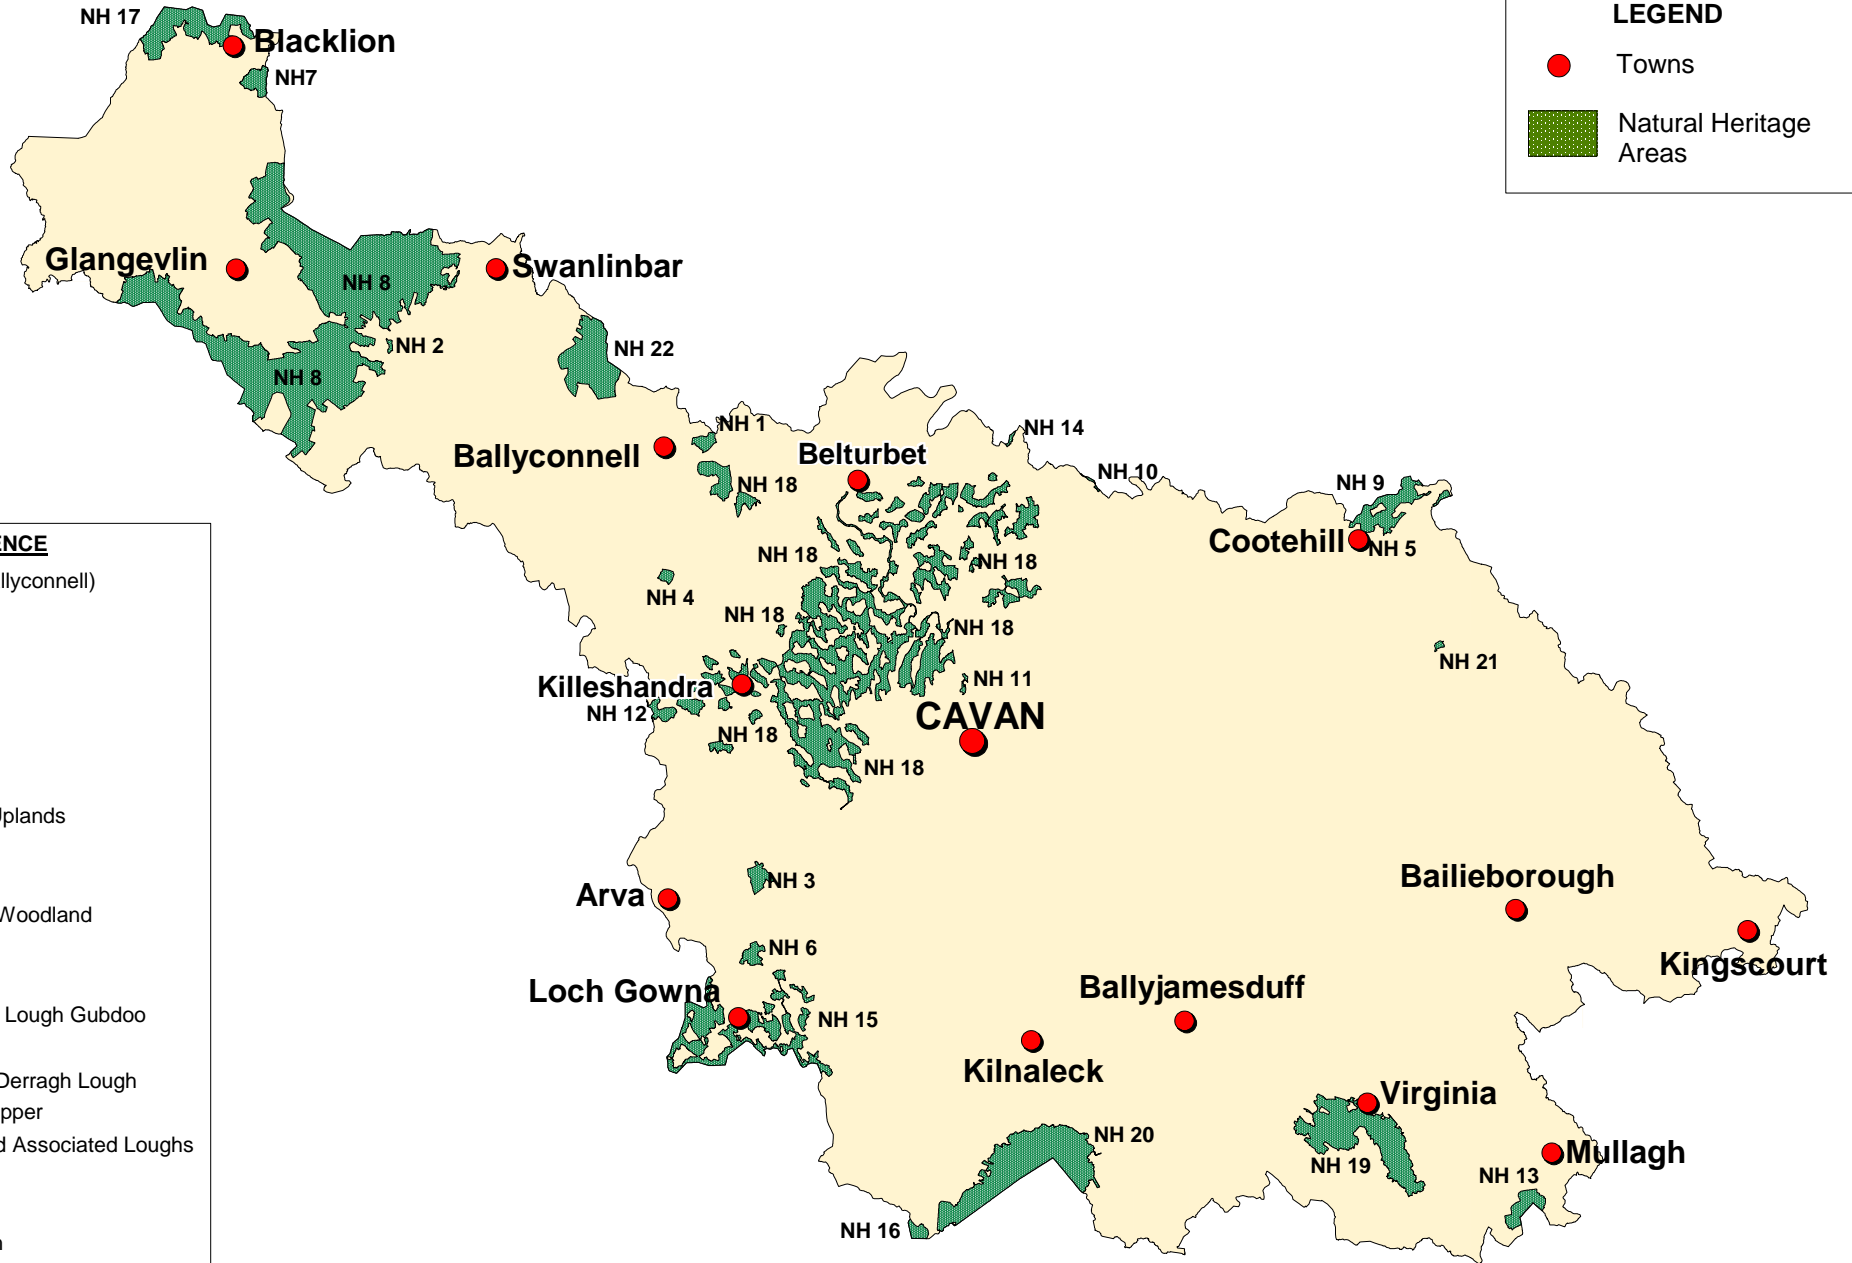 NH 17
Blacklion
NH7
LEGEND
Towns
Natural Heritage
Areas
Glangevlin
NH 8
Swanlinbar
NH 2
NH 8
NH 22
NH 1
Ballyconnell
Belturbet
NH 14
NH 18
NH 10
NH 9
Cootehill
NH 5
NH 18
NH 18
NH 4
NH 18
NH 18
NH 21
Killeshandra
NH 11
NH 12
CAVAN
NH 18
NH 18
ENCE
llyconnell)
Uplands
Woodland
Lough Gubdoo
Derragh Lough
pper
d Associated Loughs
n
Arva
NH 3
Bailieborough
NH 6
Kingscourt
Loch Gowna
Ballyjamesduff
NH 15
Kilnaleck
Virginia
NH 20
Mullagh
NH 19
NH 13
NH 16